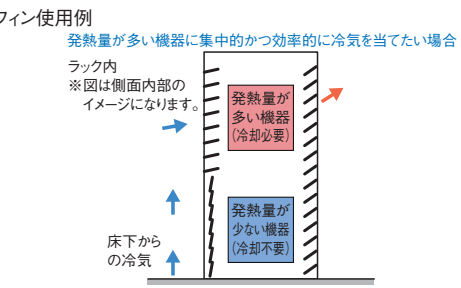 フィン使用例
発熱量が多い機器に集中的かつ効率的に冷気を当てたい場合
ラック内
※図は側面内部の
イメージになります。
発熱量が
多い機器
(冷却必要)
発熱量が
少ない機器
(冷却不要)
床下から
の冷気